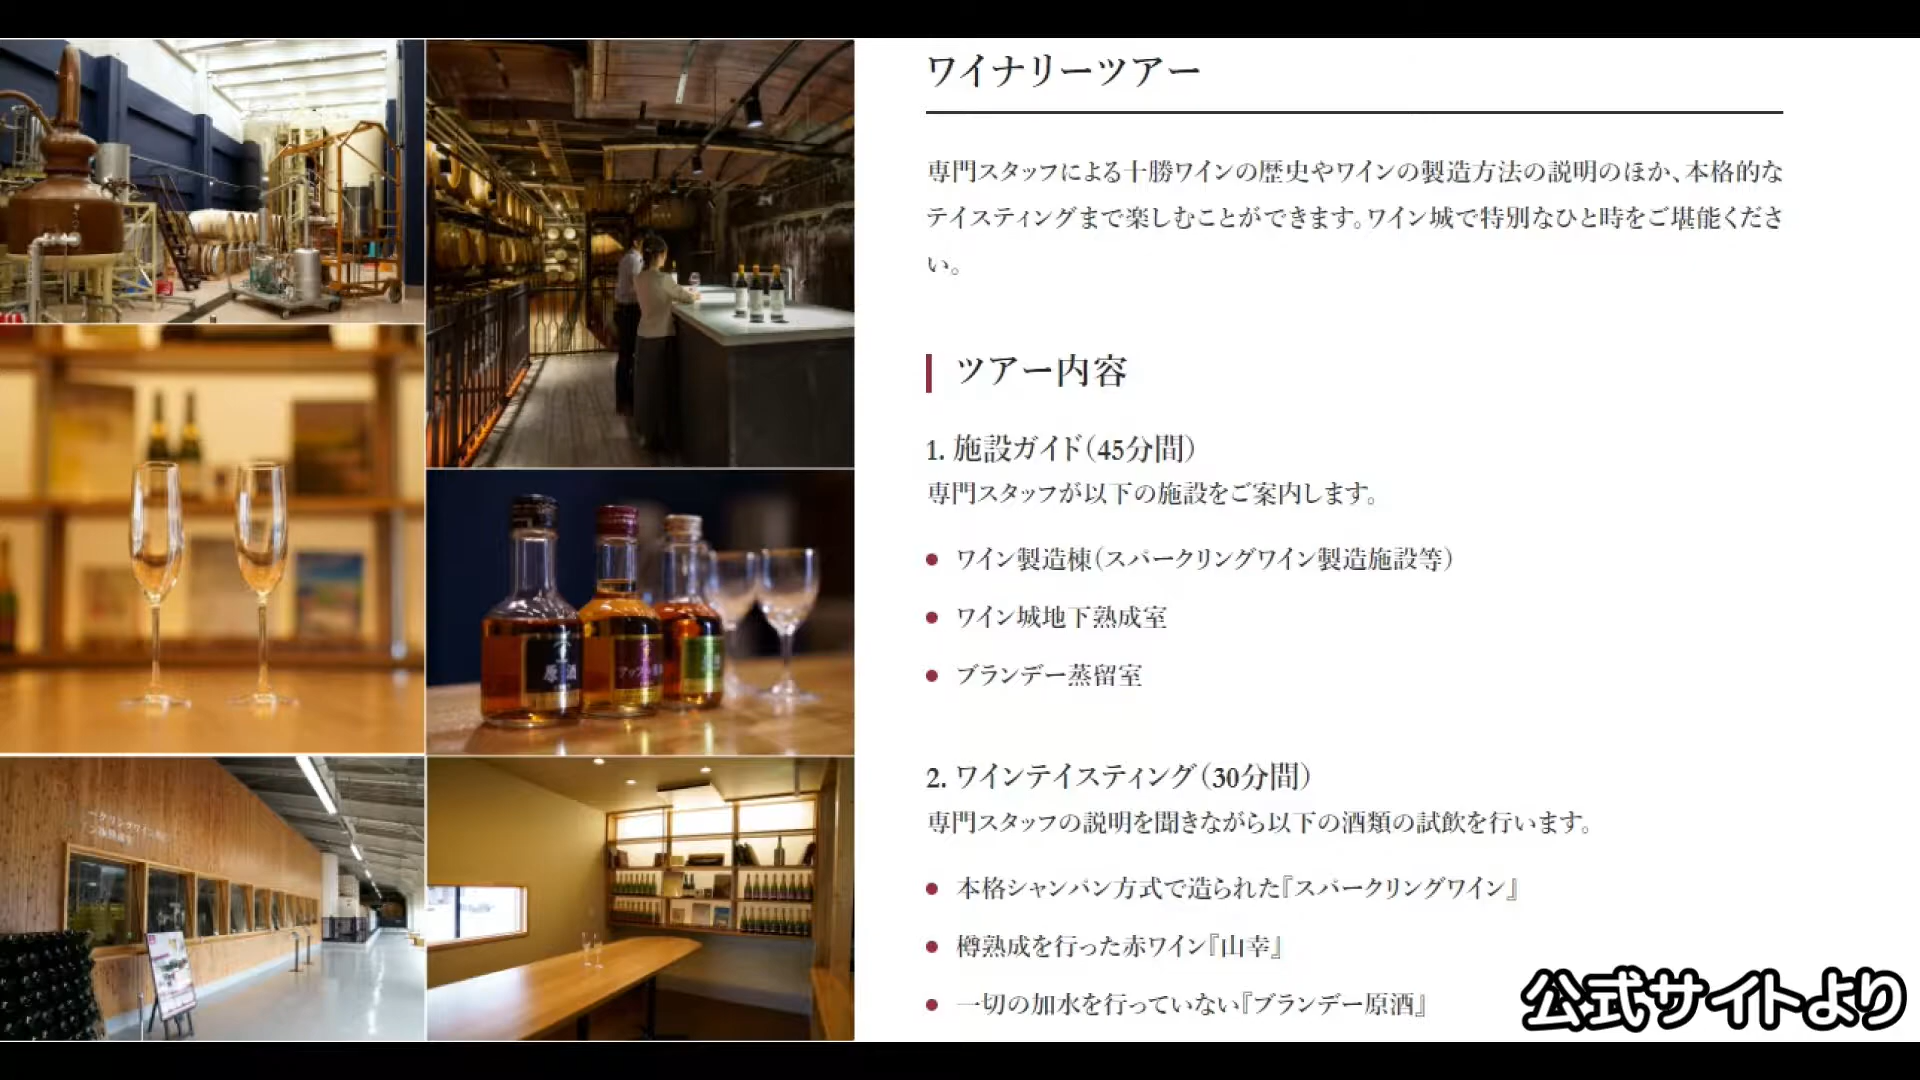 ワイナリーツアー
専門スタッフによる十勝ワインの歴史やワインの製造方法の説明のほか、本格的な
テイスティングまで楽しむことができます。ワイン城で特別なひと時をご堪能くださ
い。
ツアー内容
1. 施設ガイド（45分間）
専門スタッフが以下の施設をご案内します。
ワイン製造棟（スパークリングワイン製造施設等）
ワイン城地下熟成室
ブランデー蒸留室
2. ワインテイスティング（30分間）
専門スタッフの説明を聞きながら以下の酒類の試飲を行います。
本格シャンパン方式で造られた『スパークリングワイン』
樽熟成を行った赤ワイン『山幸』
一切の加水を行っていない『ブランデー原酒』
公式サイトより
原酒